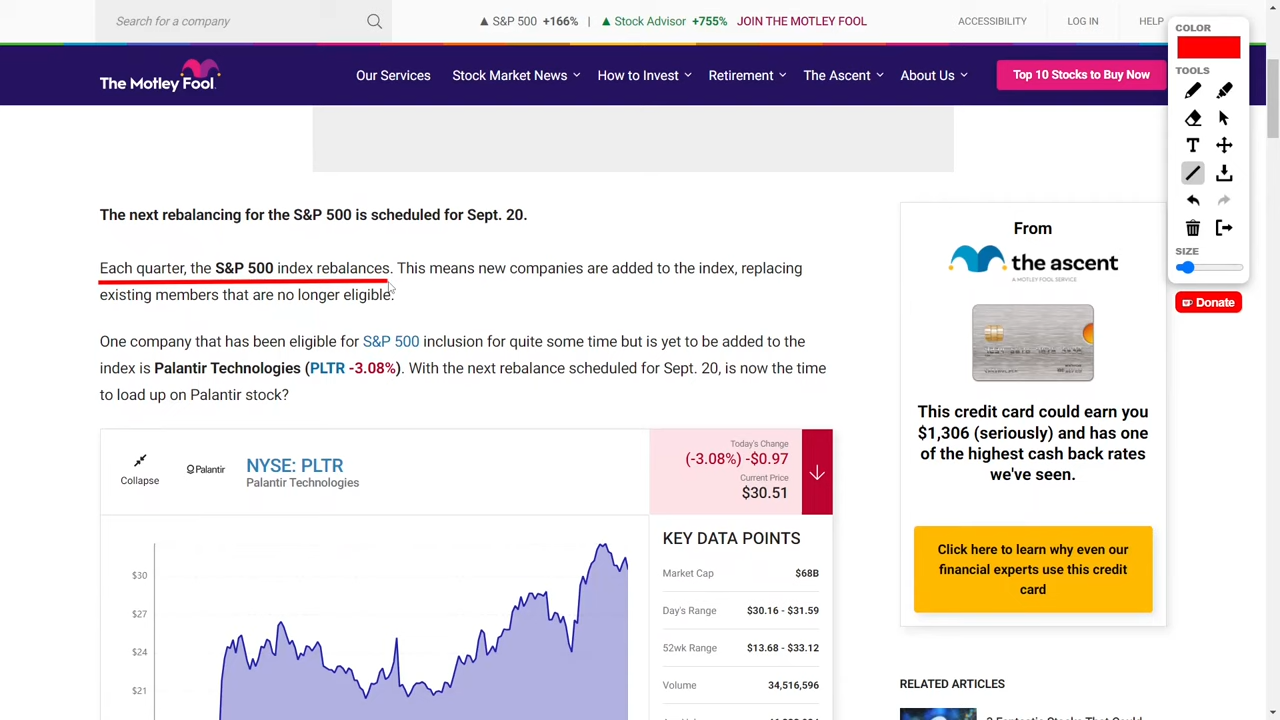 Search for a company
▲ S&P 500 +166% | ▲ Stock Advisor +755% JOIN THE MOTLEY FOOL
ACCESSIBILITY LOG IN HELP
The Motley Fool.
Our Services Stock Market News How to Invest Retirement The Ascent About Us
Top 10 Stocks to Buy Now
COLOR
TOOLS
T
SIZE
Donate
The next rebalancing for the S&P 500 is scheduled for Sept. 20.
Each quarter, the S&P 500 index rebalances. This means new companies are added to the index, replacing
existing members that are no longer eligible.
One company that has been eligible for S&P 500 inclusion for quite some time but is yet to be added to the
index is Palantir Technologies (PLTR -3.08%). With the next rebalance scheduled for Sept. 20, is now the time
to load up on Palantir stock?
Collapse
Palantir
NYSE: PLTR
Palantir Technologies
Today's Change
(-3.08%) -$0.97
Current Price
$30.51
$30
$27
$24
$21
KEY DATA POINTS
Market Cap $68B
Day's Range $30.16 - $31.59
52wk Range $13.68 - $33.12
Volume 34,516,596
From
the ascent
A MOTLEY FOOL SERVICE
This credit card could earn you
$1,306 (seriously) and has one
of the highest cash back rates
we've seen.
Click here to learn why even our
financial experts use this credit
card
RELATED ARTICLES